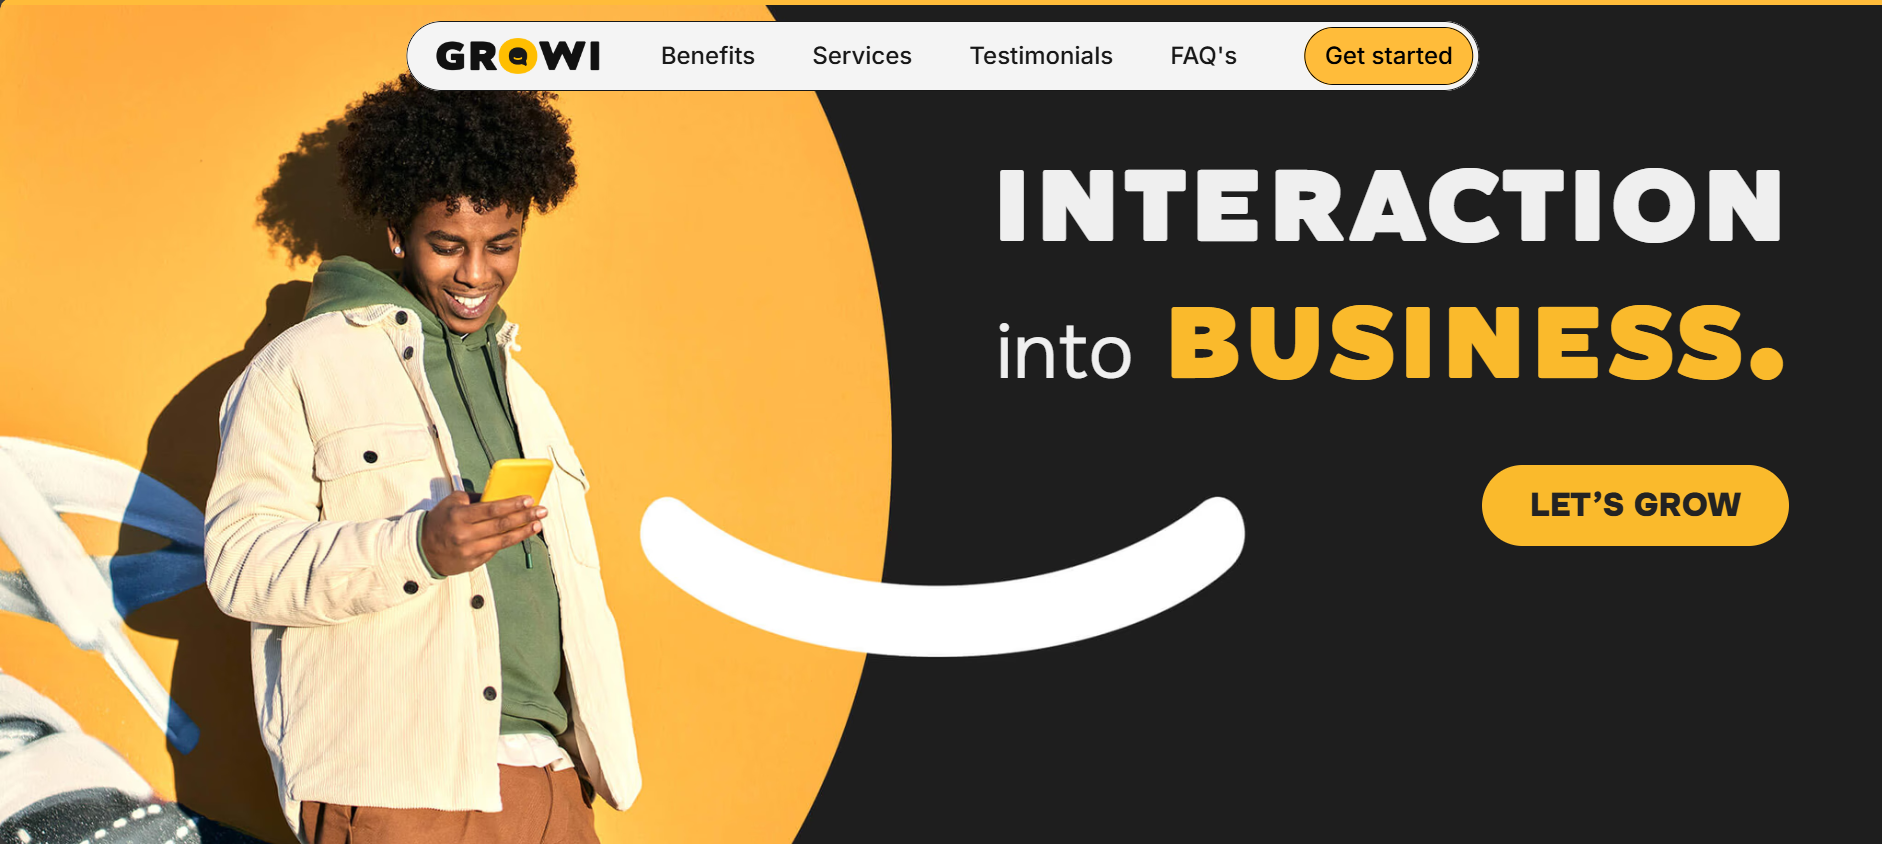 GROWI
Benefits
Services
Testimonials
FAQ's
Get started
INTERACTION
into BUSINESS.
LET’S GROW